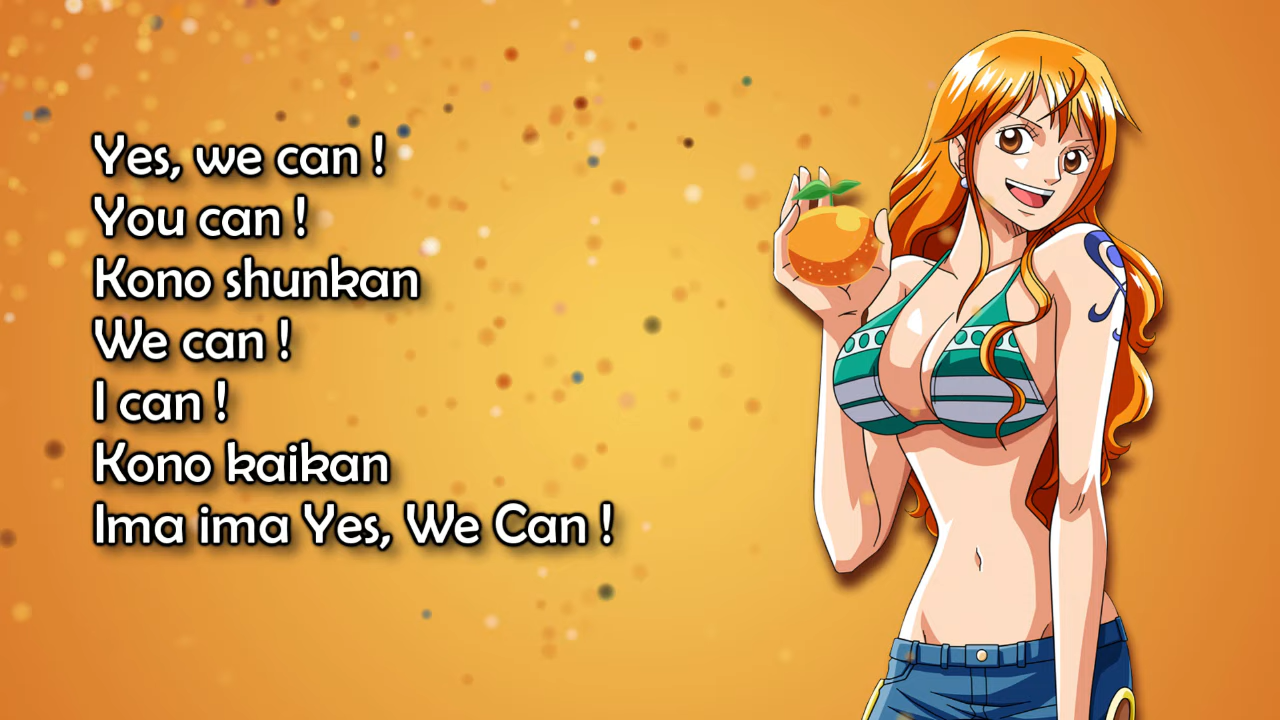 Yes, we can !
You can !
Kono shunkan
We can !
I can !
Kono kaikan
Ima ima Yes, We Can !